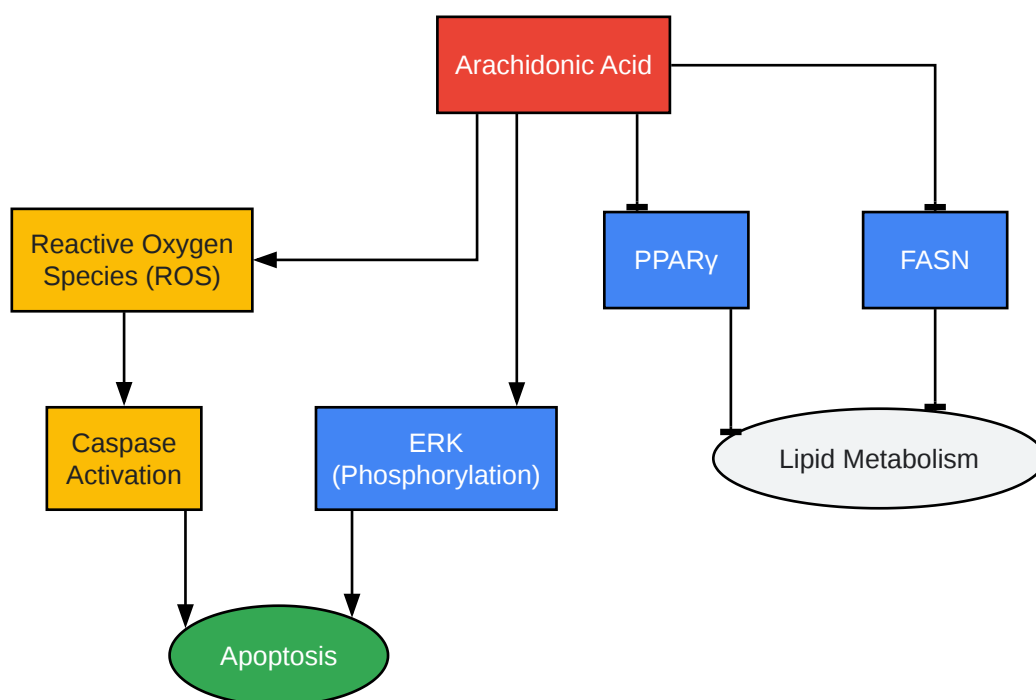 Arachidonic Acid
Reactive Oxygen
Species (ROS)
PPARγ
FASN
Caspase
Activation
ERK
(Phosphorylation)
Lipid Metabolism
Apoptosis